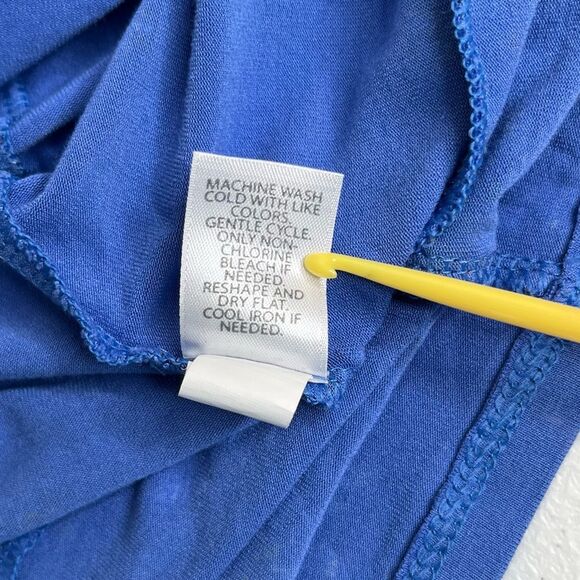 MACHINE WASH
COLD WITH LIKE
COLORS.
GENTLE CYCLE.
ONLY NON-
CHLORINE
BLEACH IF
NEEDED.
RESHAPE AND
DRY FLAT.
COOL IRON IF
NEEDED.